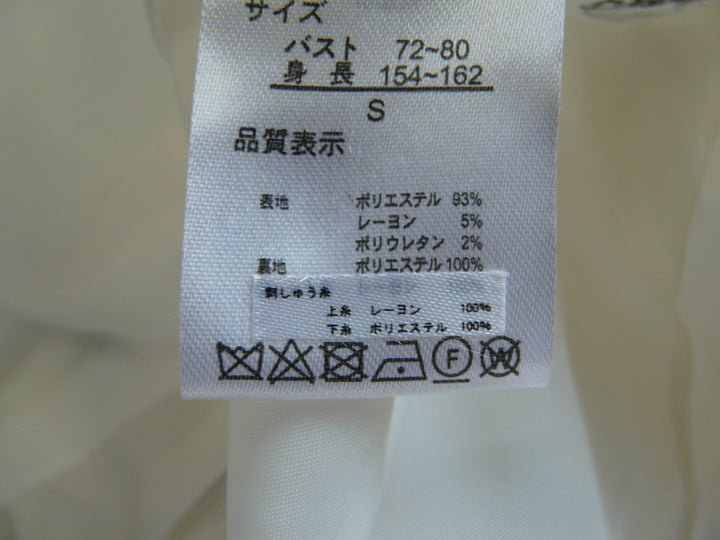 サイズ
バスト 72~80
身長 154~162
S
品質表示
表地 ポリエステル 93%
レーヨン 5%
ポリウレタン 2%
裏地 ポリエステル 100%
刺しゅう糸
上糸 レーヨン 100%
下糸 ポリエステル 100%
F W